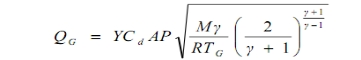 Q_G = YC_d AP √( Mγ / RT_G ( 2 / γ + 1 )^( γ+1 / γ−1 ) )